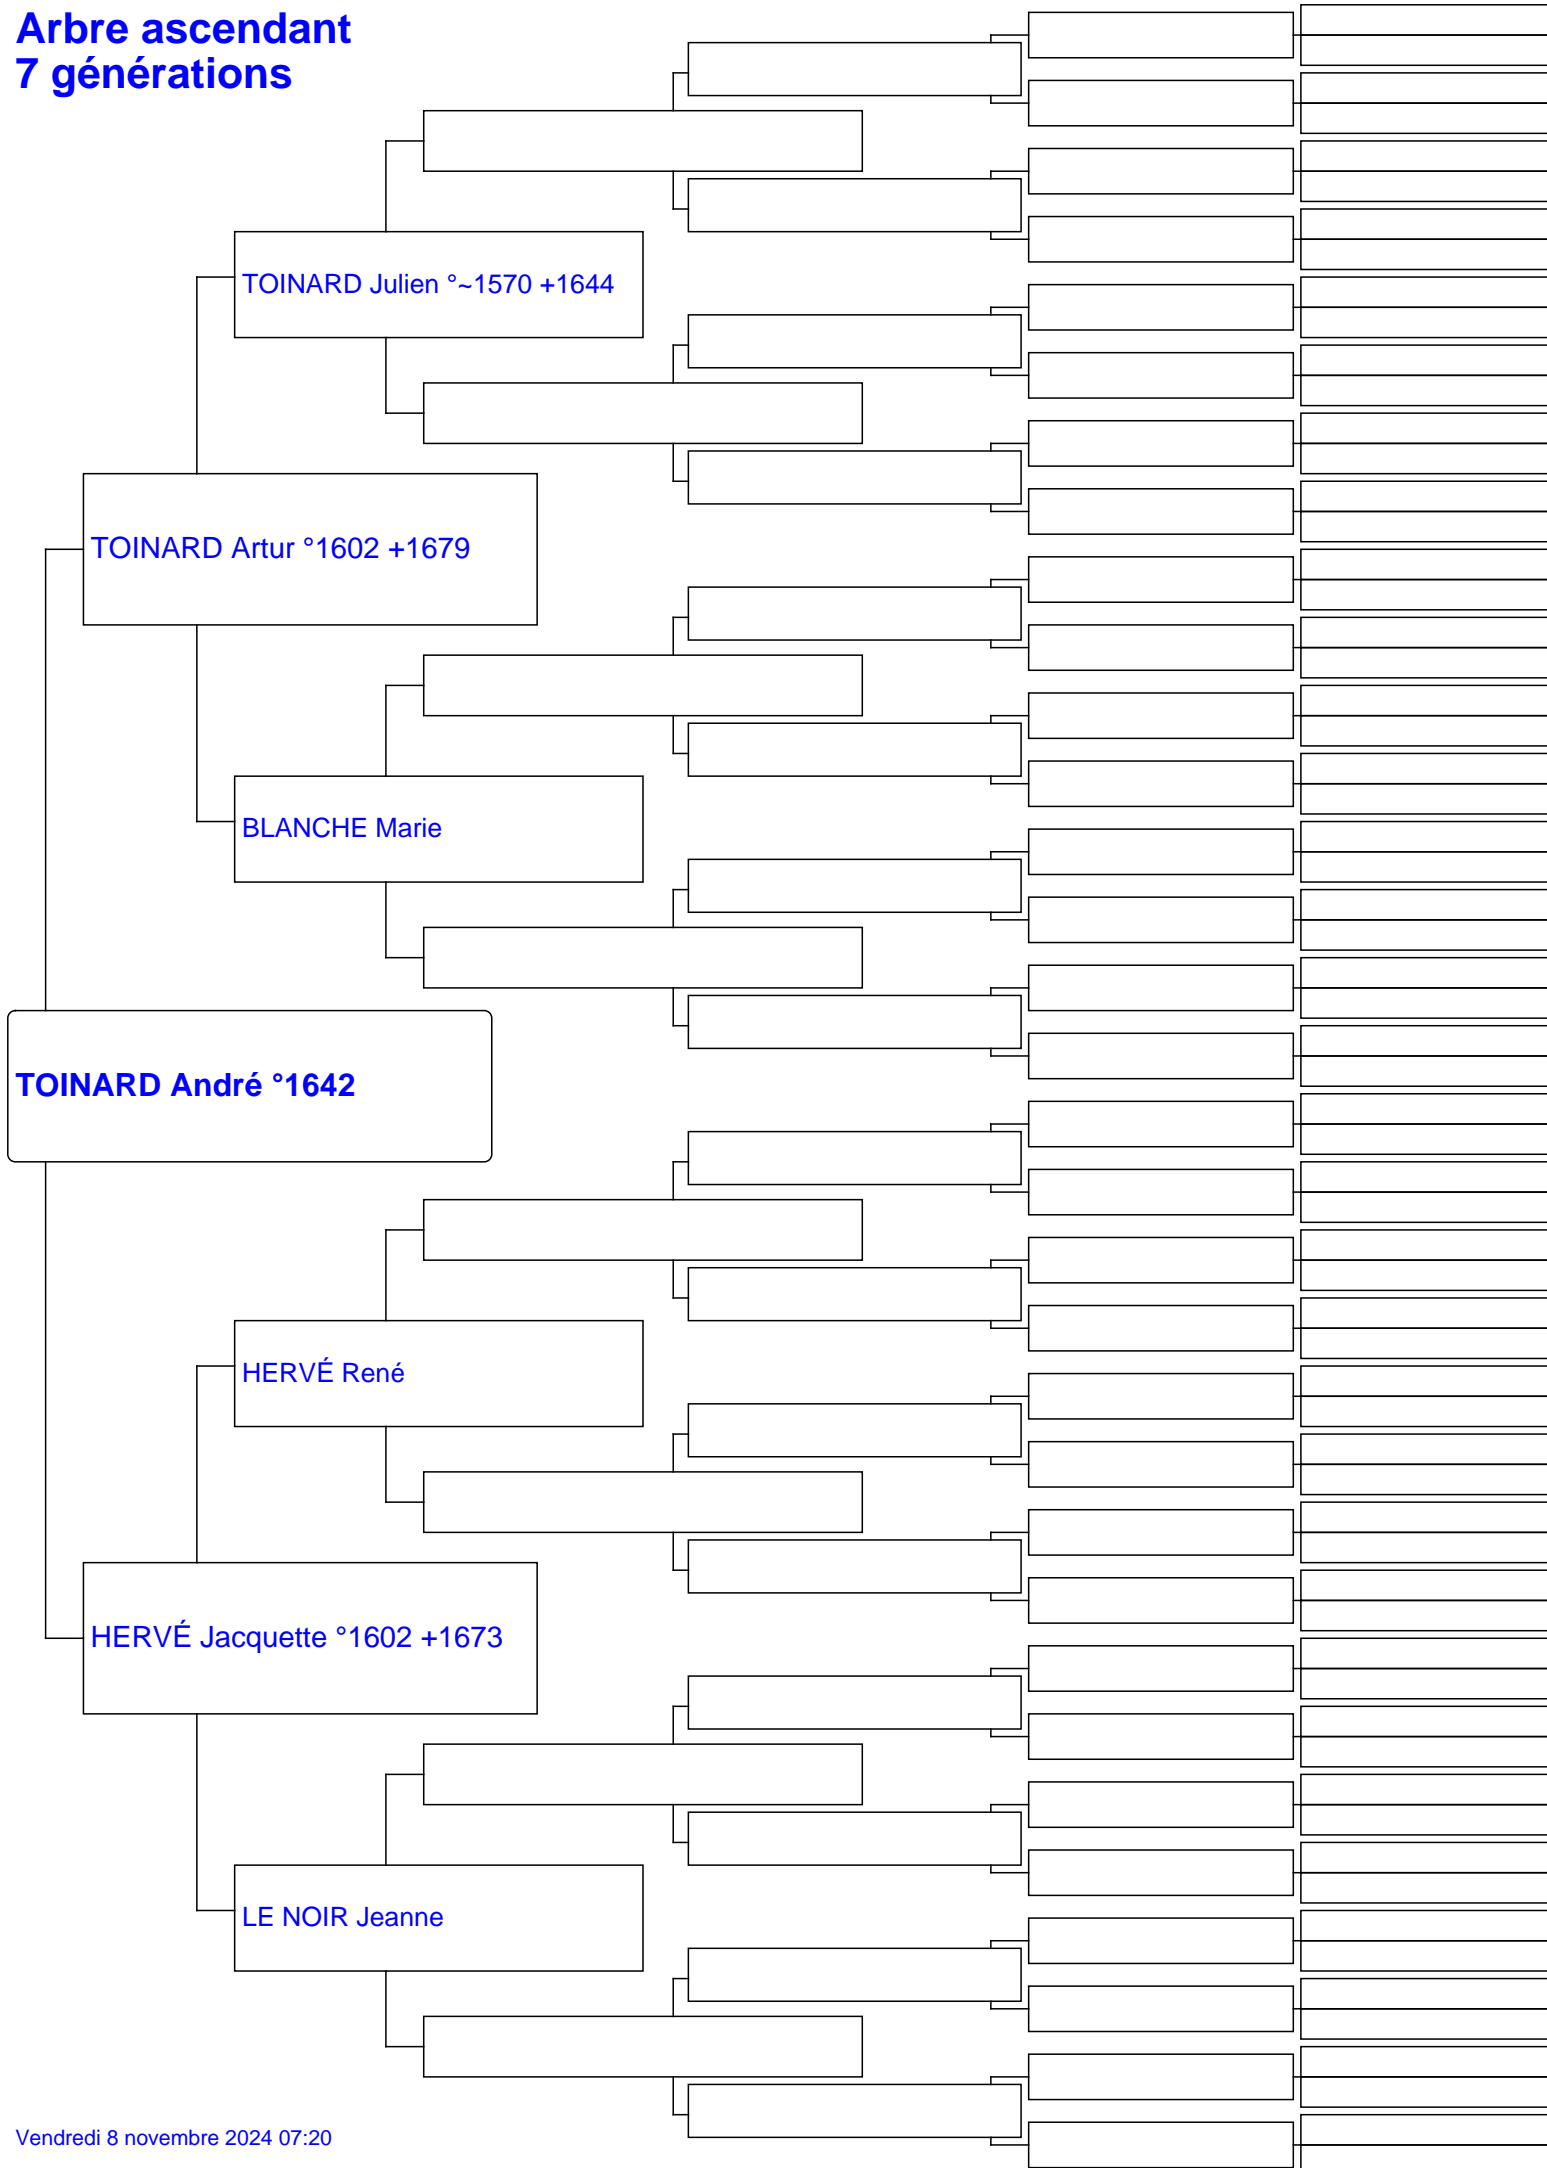 Arbre ascendant
7 générations
TOINARD Julien °~1570 +1644
TOINARD Artur °1602 +1679
BLANCHE Marie
TOINARD André °1642
HERVÉ René
HERVÉ Jacquette °1602 +1673
LE NOIR Jeanne
Vendredi 8 novembre 2024 07:20